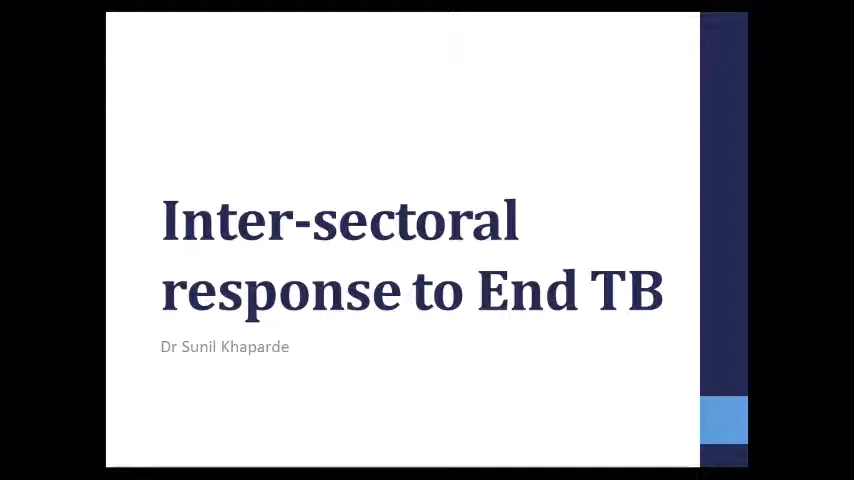 Inter-sectoral
response to End TB
Dr Sunil Khaparde